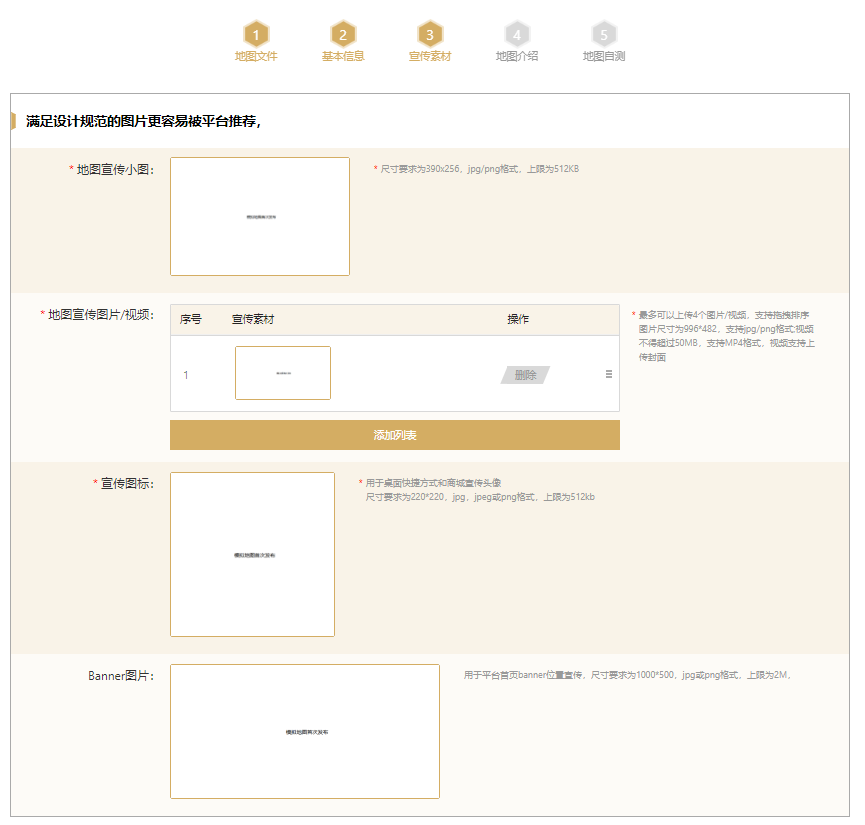 1 2 3 4 5
地图文件 基本信息 宣传素材 地图介绍 地图自测
满足设计规范的图片更容易被平台推荐，
* 地图宣传小图： * 尺寸要求为390x256，jpg/png格式，上限为512KB
模拟地图首次发布
* 地图宣传图片/视频： 序号 宣传素材 操作
* 最多可以上传4个图片/视频，支持拖拽排序
图片尺寸为996*482，支持jpg/png格式;视频
不得超过50MB，支持MP4格式，视频支持上
传封面
1 删除
添加列表
* 宣传图标： * 用于桌面快捷方式和商城宣传头像
尺寸要求为220*220，jpg，jpeg或png格式，上限为512kb
模拟地图首次发布
Banner图片： 用于平台首页banner位置宣传，尺寸要求为1000*500，jpg或png格式，上限为2M，
模拟地图首次发布